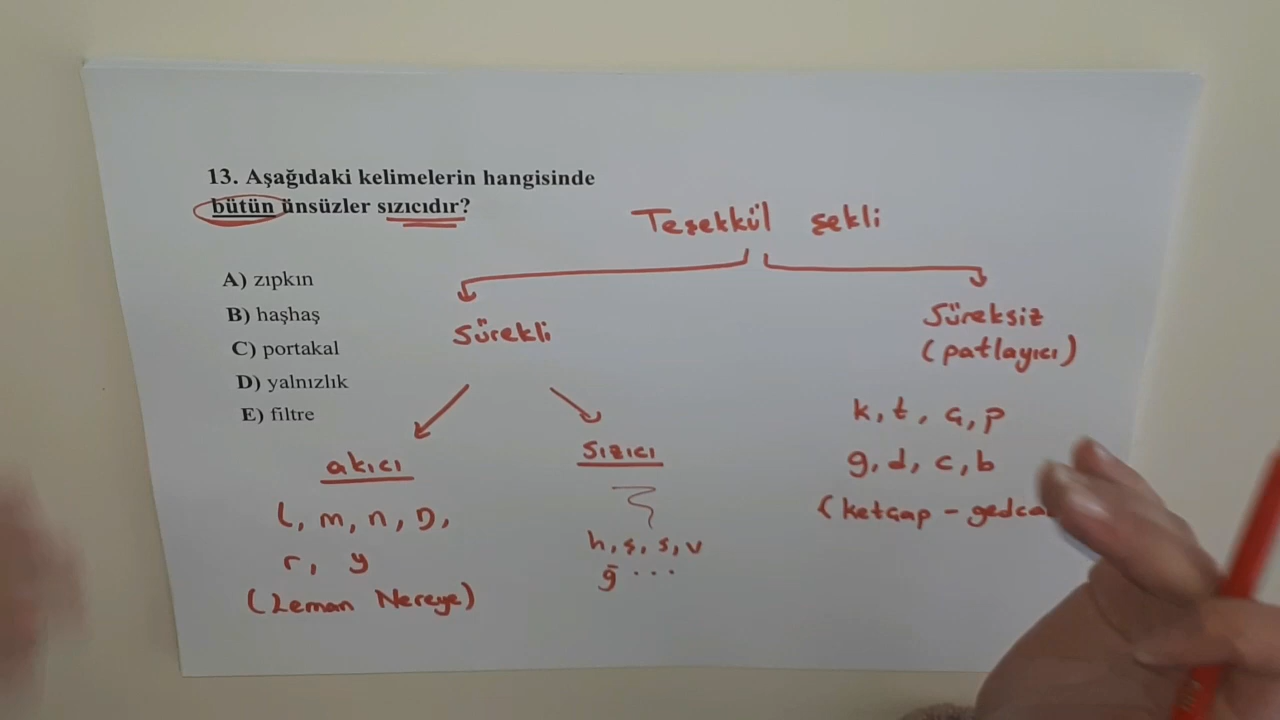 13. Aşağıdaki kelimelerin hangisinde
bütün ünsüzler sızıcıdır?
A) zıpkın
B) haşhaş
C) portakal
D) yalnızlık
E) filtre
Teşekkül şekli
Sürekli
Süreksiz
(patlayıcı)
akıcı
l, m, n, ŋ,
r, y
(Leman Nereye)
Sızıcı
h, ş, s, v
ğ ...
k, t, ç, p
g, d, c, b
(ketçap -